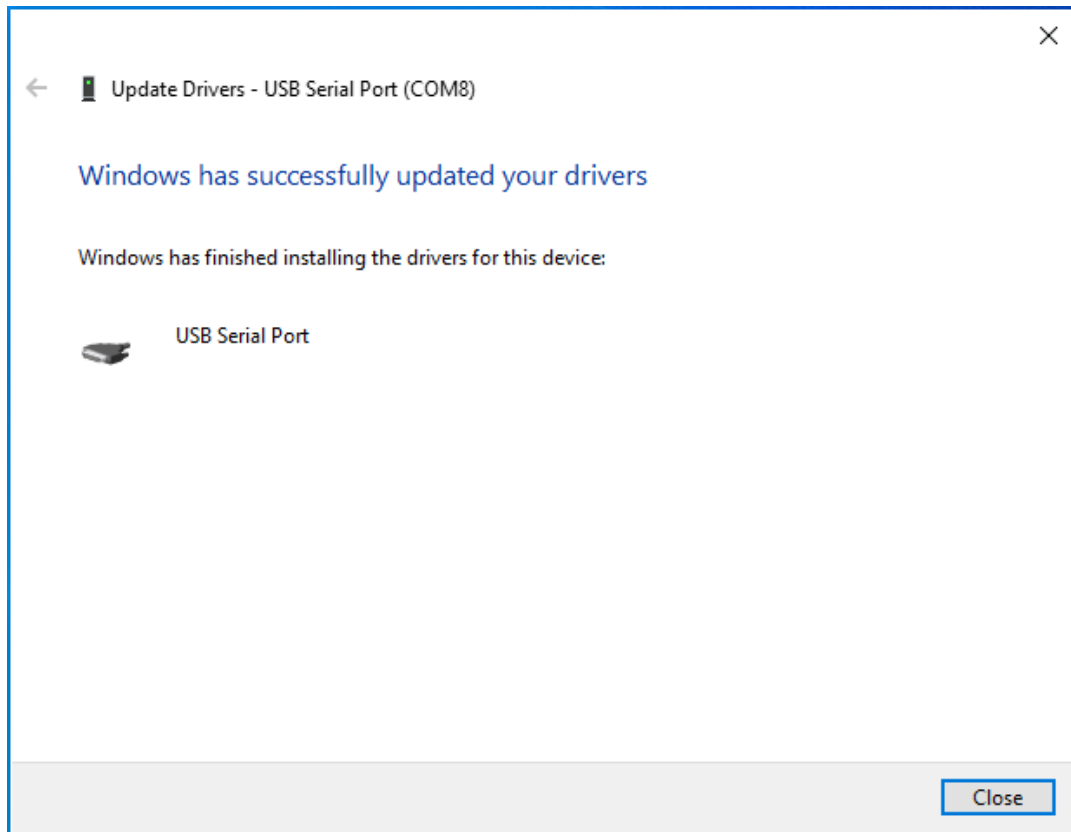 Update Drivers - USB Serial Port (COM8)
Windows has successfully updated your drivers
Windows has finished installing the drivers for this device:
USB Serial Port
Close